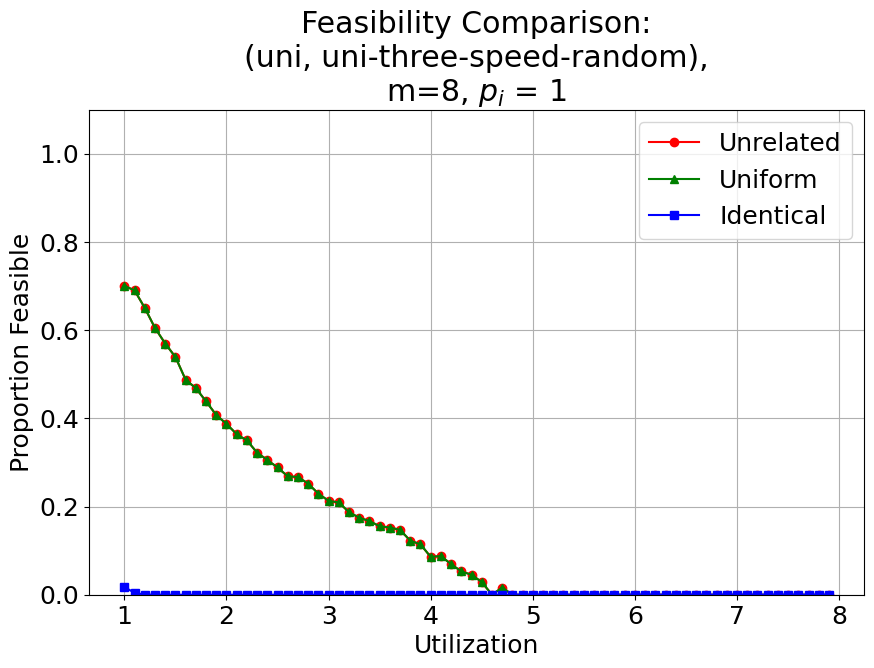 Feasibility Comparison:
(uni, uni-three-speed-random),
m=8, $p_i$ = 1
Unrelated
Uniform
Identical
Proportion Feasible
1.0
0.8
0.6
0.4
0.2
0.0
1 2 3 4 5 6 7 8
Utilization